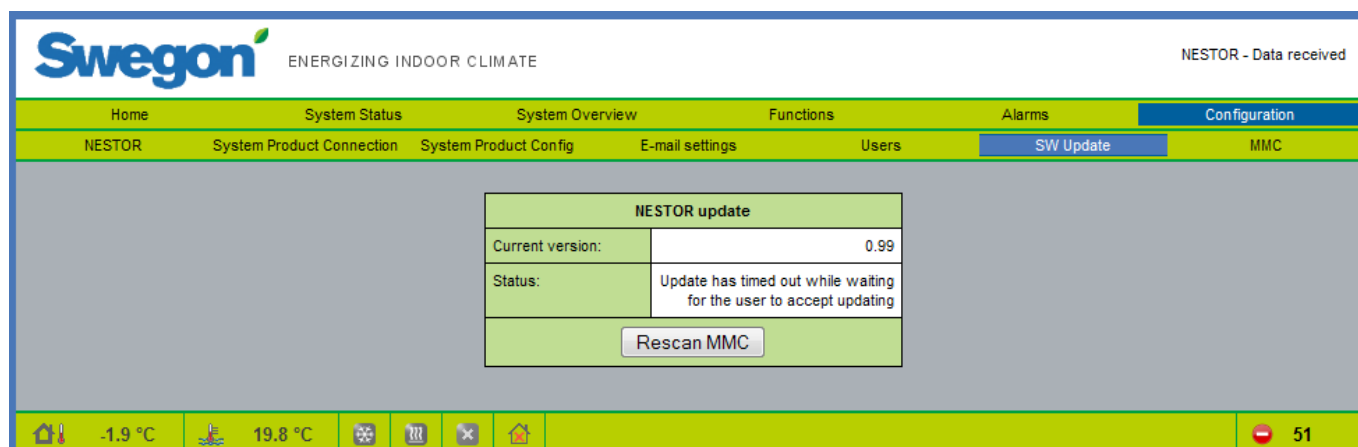 Swegon ENERGIZING INDOOR CLIMATE NESTOR - Data received
Home System Status System Overview Functions Alarms Configuration
NESTOR System Product Connection System Product Config E-mail settings Users SW Update MMC
NESTOR update
Current version: 0.99
Status: Update has timed out while waiting
for the user to accept updating
Rescan MMC
-1.9 °C 19.8 °C 51